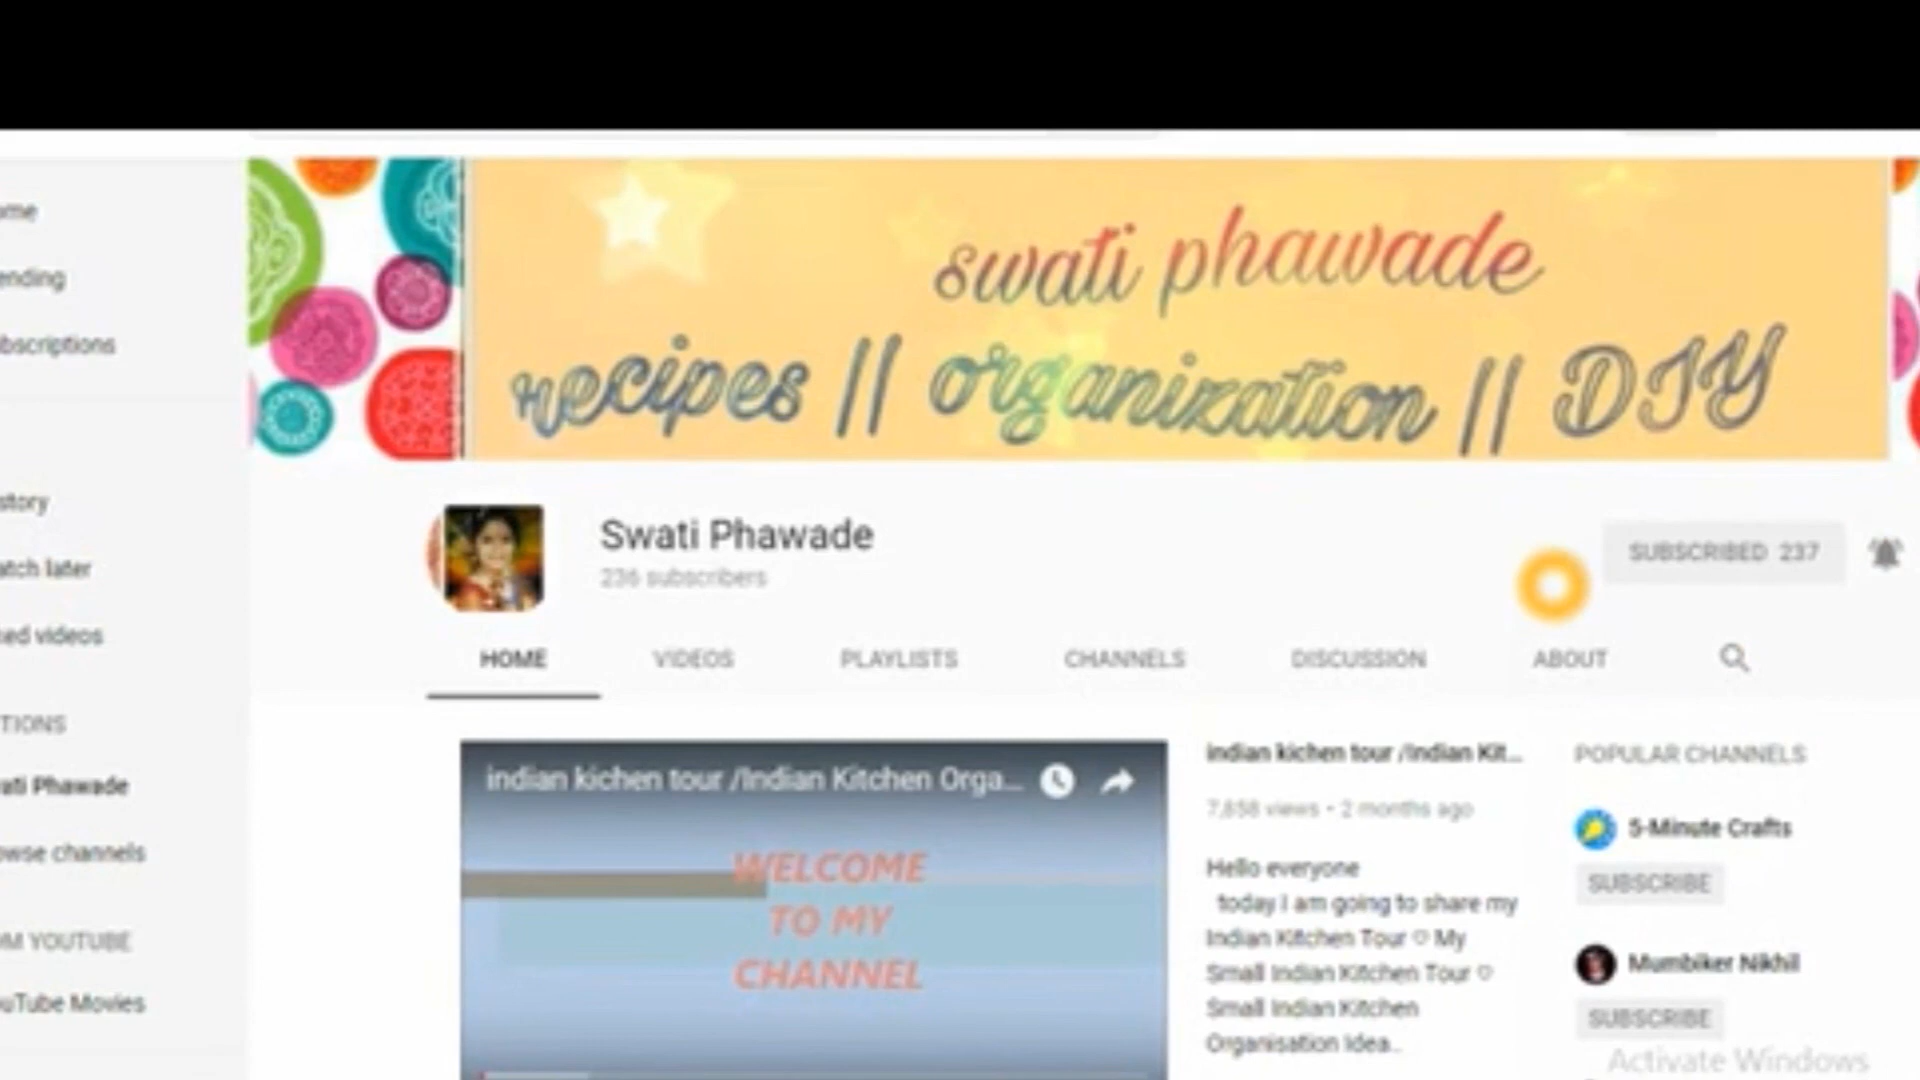 swati phawade
recipes || organization || DIY
ome
ending
bscriptions
story
atch later
ked videos
TIONS
ati Phawade
owse channels
OM YOUTUBE
uTube Movies
Swati Phawade
236 subscribers
SUBSCRIBED 237
HOME VIDEOS PLAYLISTS CHANNELS DISCUSSION ABOUT
indian kichen tour /Indian Kitchen Orga...
WELCOME
TO MY
CHANNEL
indian kichen tour /Indian Kit...
7,858 views • 2 months ago
Hello everyone
today I am going to share my
Indian Kitchen Tour ♡ My
Small Indian Kitchen Tour ♡
Small Indian Kitchen
Organisation Idea..
POPULAR CHANNELS
5-Minute Crafts
SUBSCRIBE
Mumbiker Nikhil
SUBSCRIBE
Activate Windows